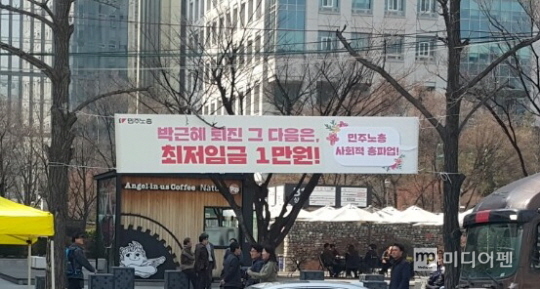 민주노총
박근혜 퇴진 그 다음은,
최저임금 1만원!
민주노총
사회적 총파업!
Angel in us Coffee
미디어펜